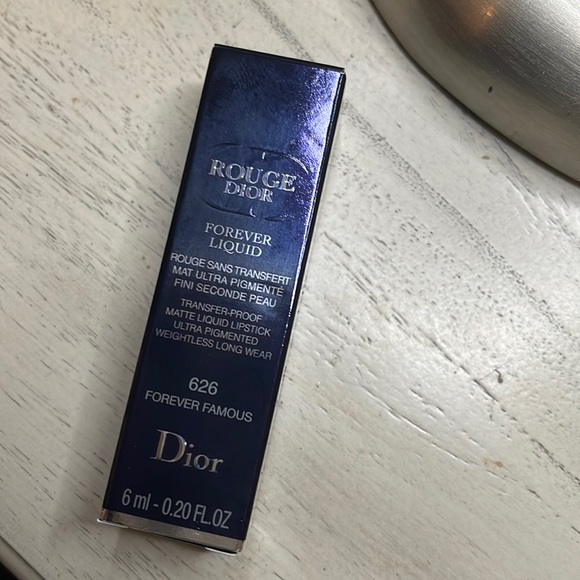 ROUGE
DIOR
FOREVER
LIQUID
ROUGE SANS TRANSFERT
MAT ULTRA PIGMENTÉ
FINI SECONDE PEAU
TRANSFER-PROOF
MATTE LIQUID LIPSTICK
ULTRA PIGMENTED
WEIGHTLESS LONG WEAR
626
FOREVER FAMOUS
Dior
6 ml - 0.20 FL.OZ